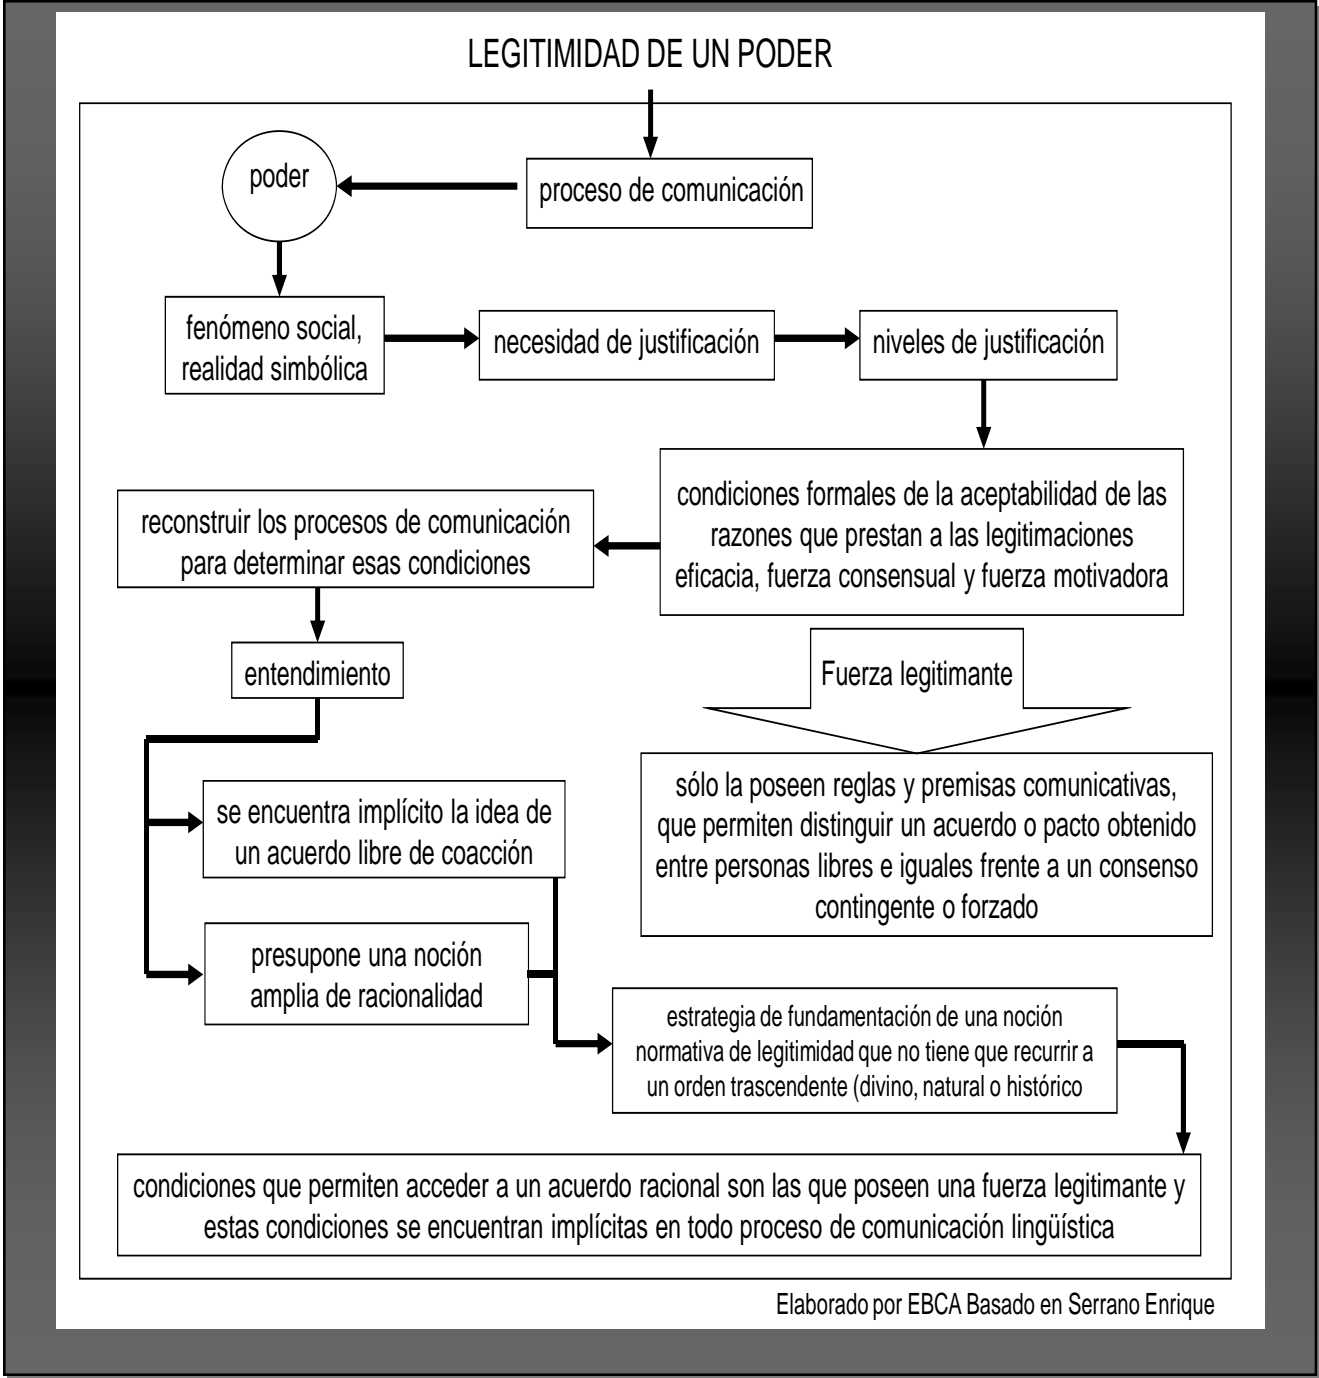 LEGITIMIDAD DE UN PODER
poder
proceso de comunicación
fenómeno social,
realidad simbólica
necesidad de justificación
niveles de justificación
condiciones formales de la aceptabilidad de las
razones que prestan a las legitimaciones
eficacia, fuerza consensual y fuerza motivadora
reconstruir los procesos de comunicación
para determinar esas condiciones
entendimiento
Fuerza legitimante
sólo la poseen reglas y premisas comunicativas,
que permiten distinguir un acuerdo o pacto obtenido
entre personas libres e iguales frente a un consenso
contingente o forzado
se encuentra implícito la idea de
un acuerdo libre de coacción
presupone una noción
amplia de racionalidad
estrategia de fundamentación de una noción
normativa de legitimidad que no tiene que recurrir a
un orden trascendente (divino, natural o histórico
condiciones que permiten acceder a un acuerdo racional son las que poseen una fuerza legitimante y
estas condiciones se encuentran implícitas en todo proceso de comunicación lingüística
Elaborado por EBCA Basado en Serrano Enrique